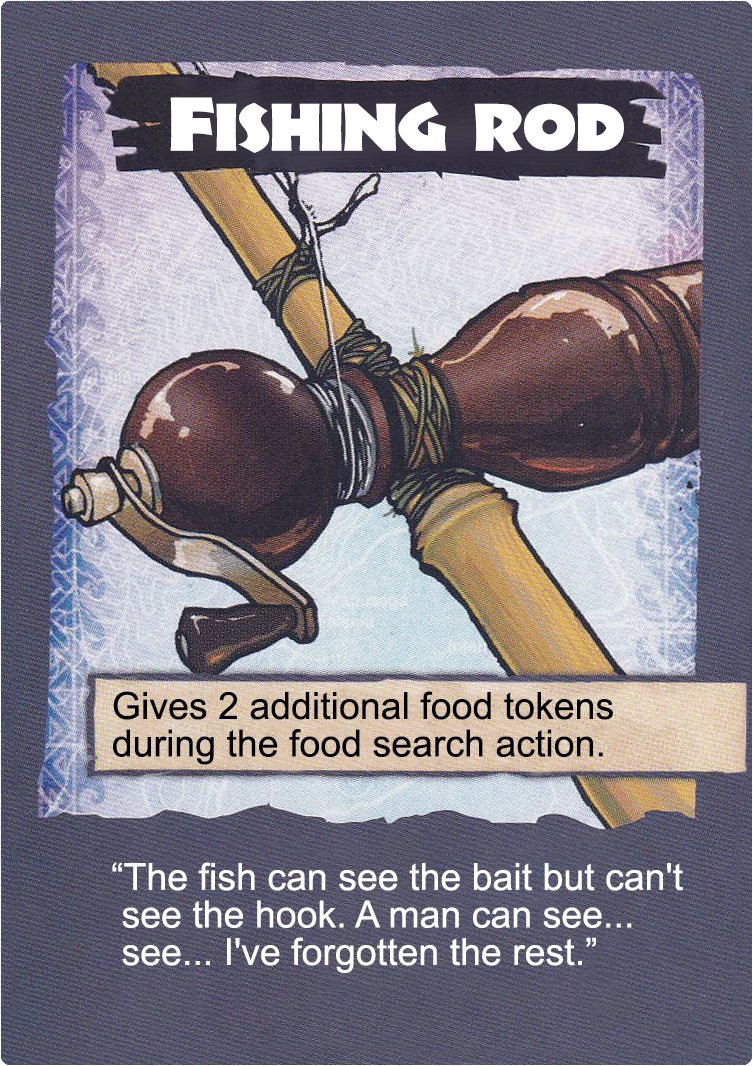 FISHING ROD
Gives 2 additional food tokens
during the food search action.
“The fish can see the bait but can't
see the hook. A man can see...
see... I've forgotten the rest.”